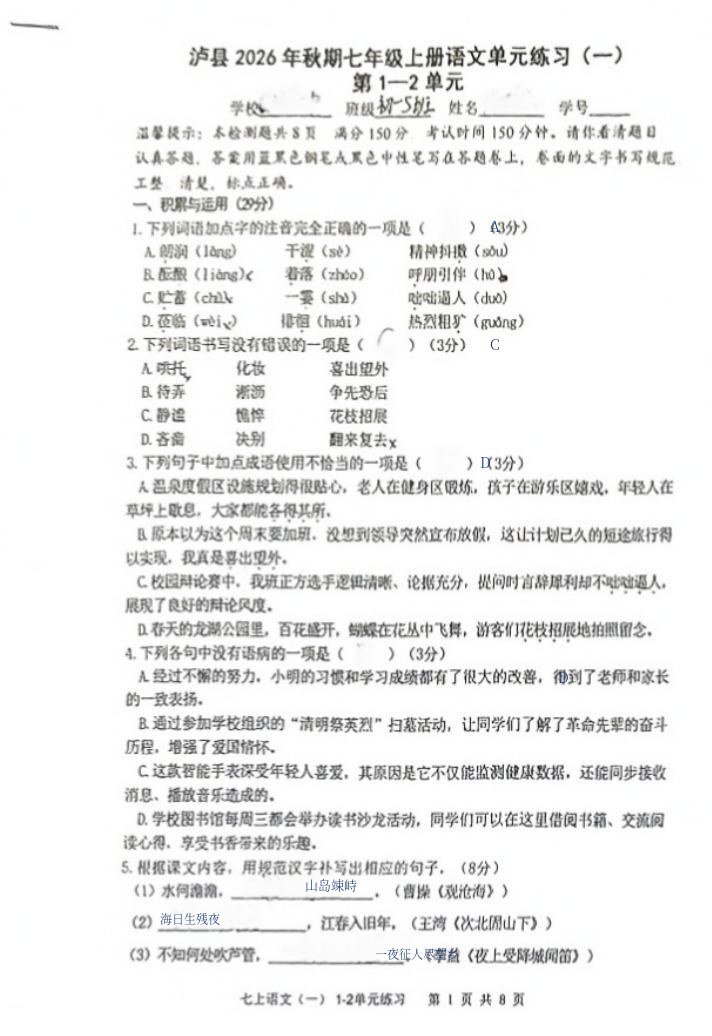 泸县2026年秋期七年级上册语文单元练习（一）
第1—2单元
学校 班级 姓名 学号
温馨提示：本检测题共8页 满分150分 考试时间150分钟。请你看清题目
认真答题，答案用蓝黑色钢笔或黑色中性笔写在答题卷上，卷面的文字书写规范
工整 清楚，标点正确。
一、积累与运用（29分）
1.下列词语加点字的注音完全正确的一项是（ ）A（3分）
A.朗润（lǎng） 干涩（sè） 精神抖擞（sǒu）
B.酝酿（liàng） 着落（zháo） 呼朋引伴（hū）
C.贮蓄（chǔ） 一霎（shà） 咄咄逼人（duō）
D.莅临（wèi） 徘徊（huái） 热烈粗犷（guǎng）
2.下列词语书写没有错误的一项是（ ）（3分） C
A.哄托 化妆 喜出望外
B.待弄 淅沥 争先恐后
C.静谧 憔悴 花枝招展
D.吝啬 决别 翻来复去
3.下列句子中加点成语使用不恰当的一项是（ ）D（3分）
A.温泉度假区设施规划得很贴心，老人在健身区锻炼，孩子在游乐区嬉戏，年轻人在
草坪上歇息，大家都能各得其所。
B.原本以为这个周末要加班，没想到领导突然宣布放假，这让计划已久的短途旅行得
以实现，我真是喜出望外。
C.校园辩论赛中，我班正方选手逻辑清晰、论据充分，提问时言辞犀利却不咄咄逼人，
展现了良好的辩论风度。
D.春天的龙湖公园里，百花盛开，蝴蝶在花丛中飞舞，游客们花枝招展地拍照留念。
4.下列各句中没有语病的一项是（ ）（3分）
A.经过不懈的努力，小明的习惯和学习成绩都有了很大的改善，得到了老师和家长
的一致表扬。
B.通过参加学校组织的“清明祭英烈”扫墓活动，让同学们了解了革命先辈的奋斗
历程，增强了爱国情怀。
C.这款智能手表深受年轻人喜爱，其原因是它不仅能监测健康数据，还能同步接收
消息、播放音乐造成的。
D.学校图书馆每周三都会举办读书沙龙活动，同学们可以在这里借阅书籍、交流阅
读心得，享受书香带来的乐趣。
5.根据课文内容，用规范汉字补写出相应的句子。（8分）
（1）水何澹澹，山岛竦峙。（曹操《观沧海》）
（2）海日生残夜，江春入旧年。（王湾《次北固山下》）
（3）不知何处吹芦管，一夜征人尽望乡。（李益《夜上受降城闻笛》）
七上语文（一） 1-2单元练习 第1页共8页